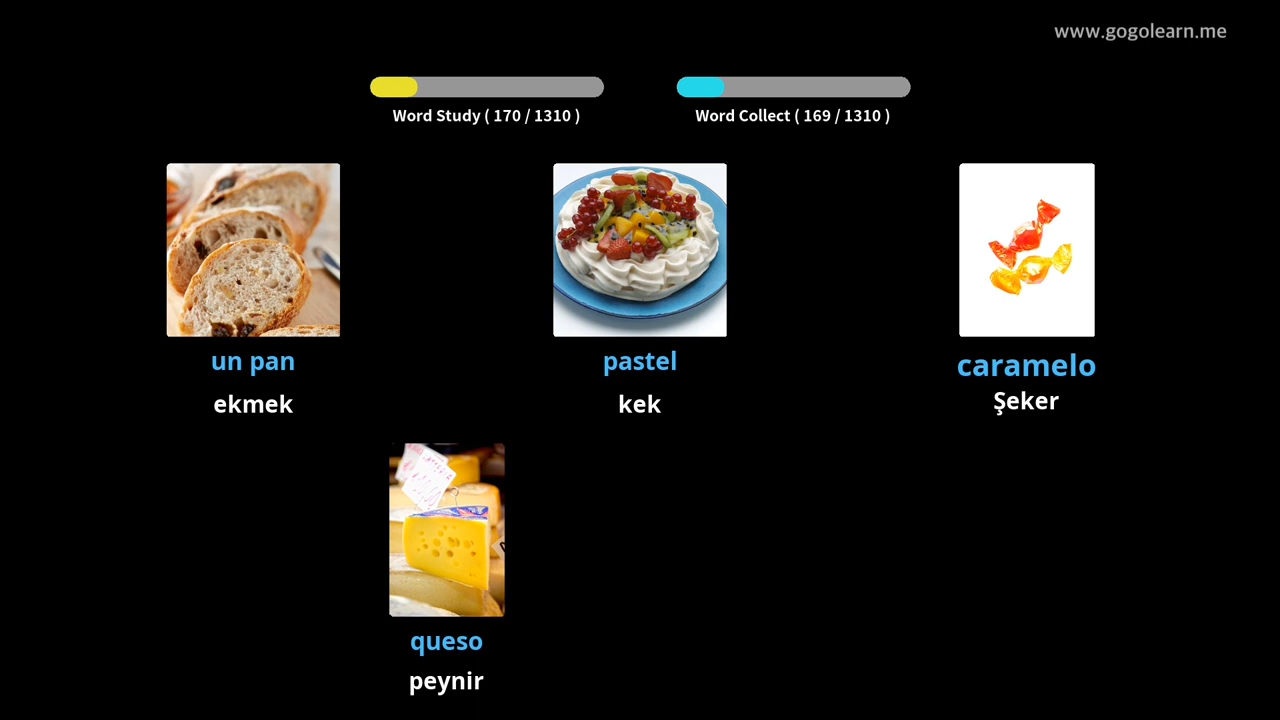 www.gogolearn.me
Word Study ( 170 / 1310 )
Word Collect ( 169 / 1310 )
un pan
ekmek
pastel
kek
caramelo
Şeker
queso
peynir